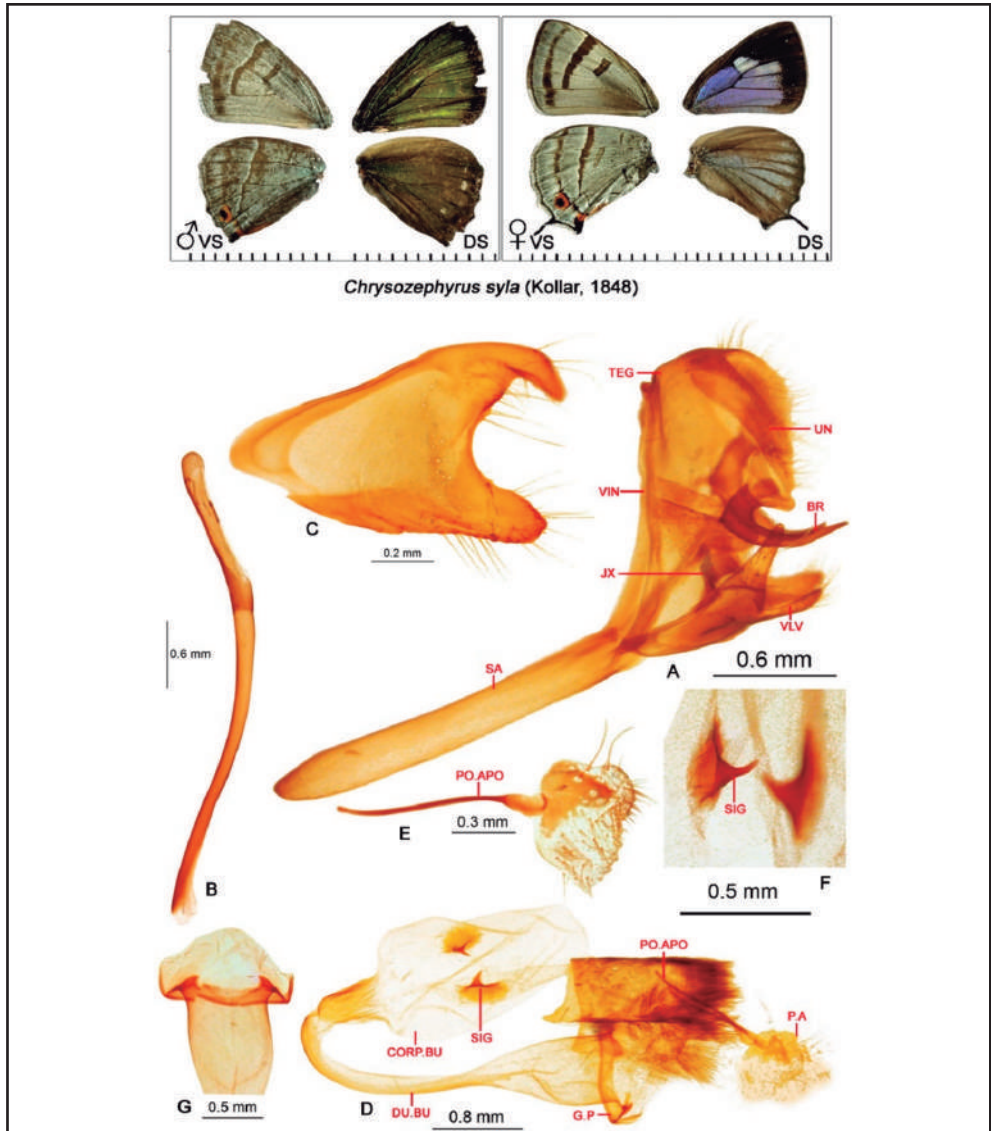 ♂ VS
DS
♀ VS
DS
Chrysozephyrus syla (Kollar, 1848)
TEG
UN
VIN
BR
C
0.2 mm
JX
VLV
0.6 mm
SA
A
0.6 mm
PO.APO
SIG
E
0.3 mm
F
B
0.5 mm
PO.APO
P.A
SIG
CORP.BU
G
0.5 mm
DU.BU
D
0.8 mm
G.P